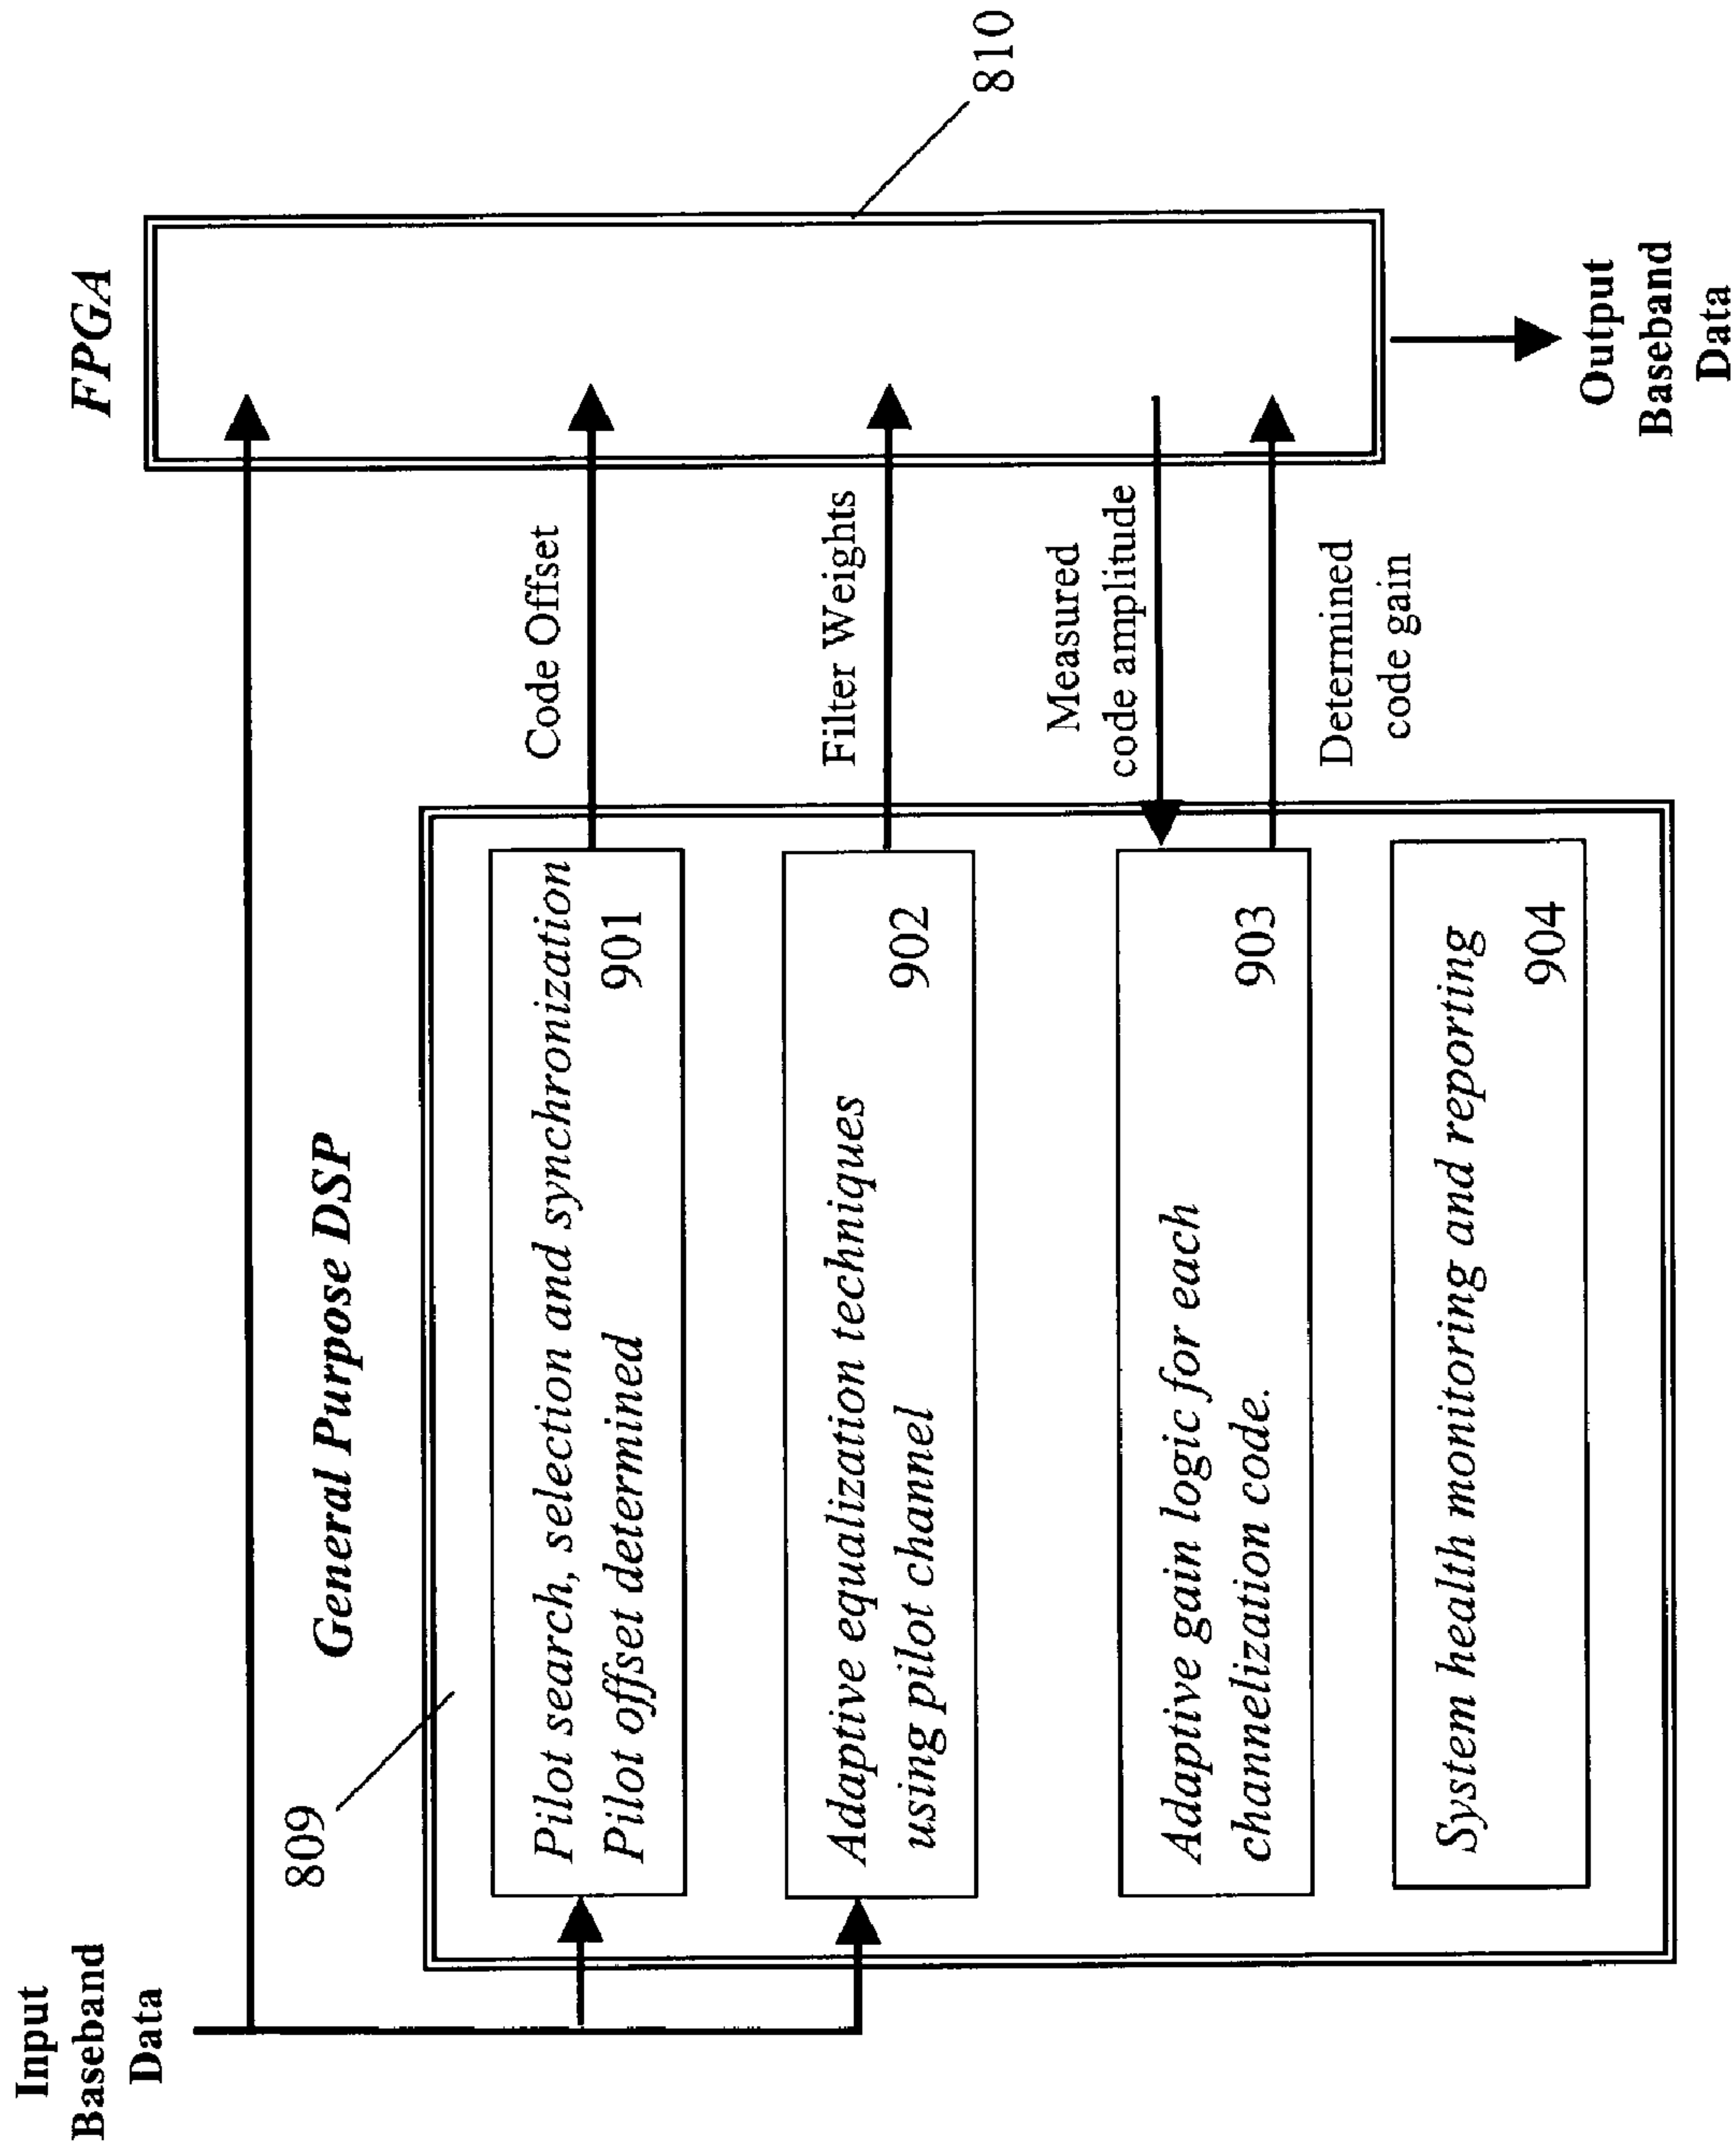 Input
Baseband
Data
General Purpose DSP
FPGA
809
810
Pilot search, selection and synchronization
Pilot offset determined
901
Code Offset
Adaptive equalization techniques
using pilot channel
902
Filter Weights
Adaptive gain logic for each
channelization code.
903
Measured
code amplitude
Determined
code gain
System health monitoring and reporting
904
Output
Baseband
Data